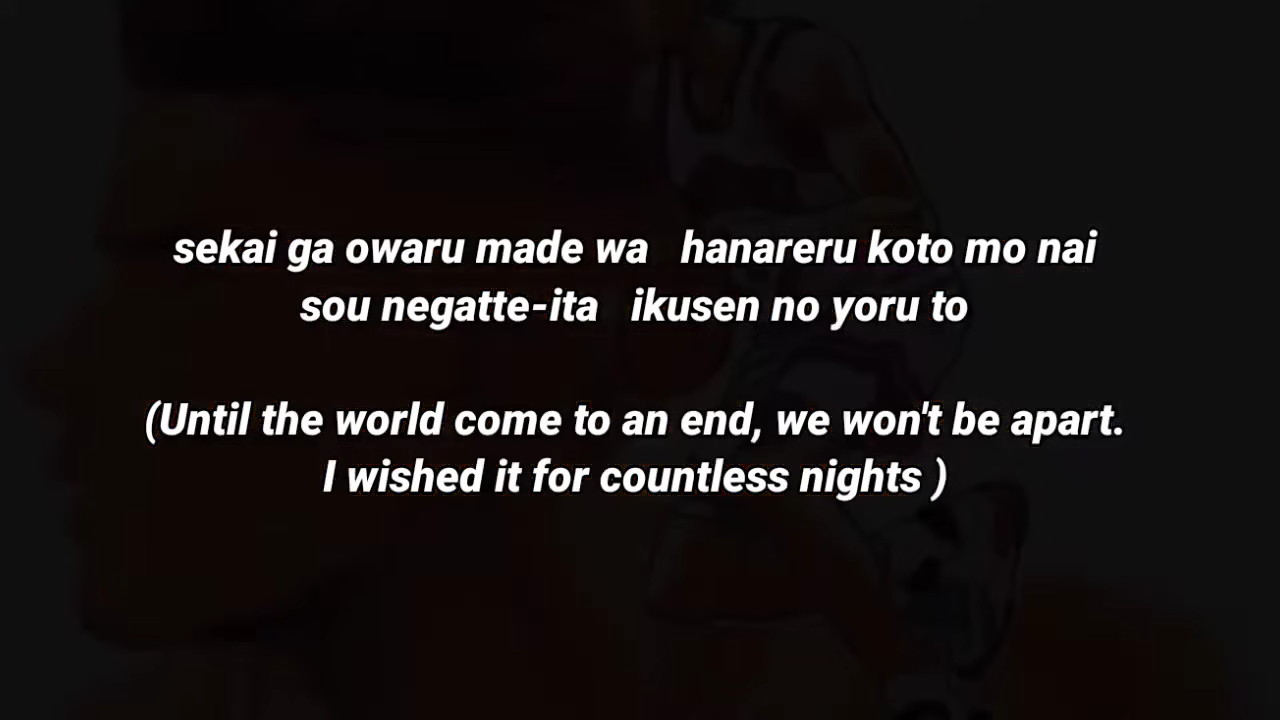 sekai ga owaru made wa hanareru koto mo nai
sou negatte-ita ikusen no yoru to
(Until the world come to an end, we won't be apart.
I wished it for countless nights )